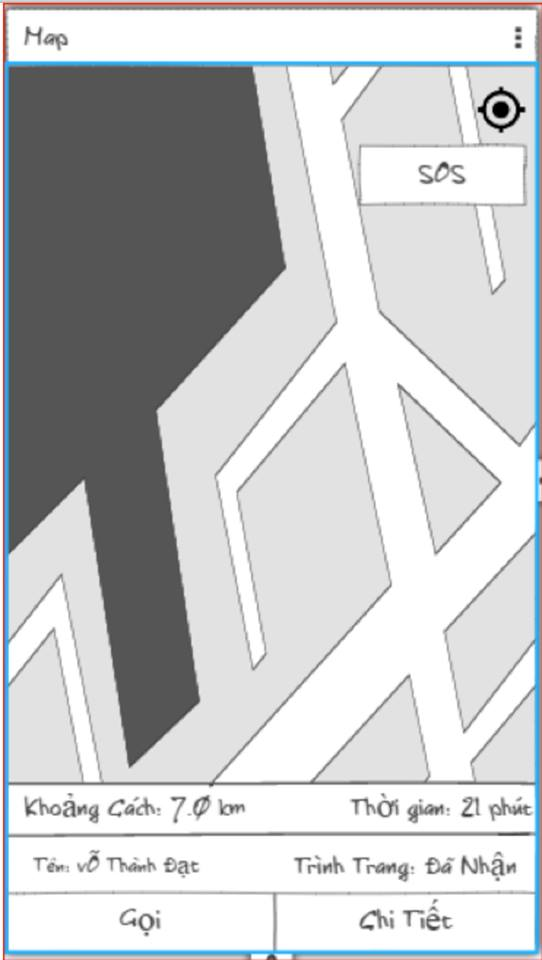 Map
SOS
Khoảng Cách: 7.0 km Thời gian: 21 phút
Tên: Võ Thành Đạt Trình Trang: Đã Nhận
Gọi Chi Tiết